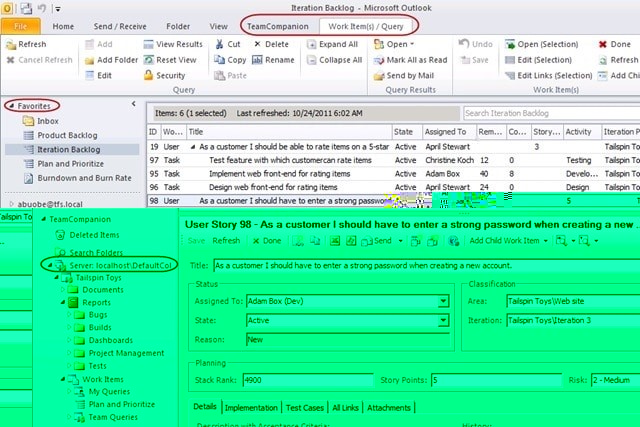 Iteration Backlog - Microsoft Outlook
File Home Send / Receive Folder View TeamCompanion Work Item(s) / Query
Refresh Add View Results Cut Delete Expand All Open Undo Open (Selection) Done
Cancel Refresh Add Folder Reset View Copy Rename Collapse All Mark All as Read Save Edit (Selection) Refresh
Edit Security Paste Send by Mail Edit Links (Selection) Add Chi
Query Query Results Work Item(s)
Favorites
Inbox
Product Backlog
Iteration Backlog
Plan and Prioritize
Burndown and Burn Rate
abuobe@tfs.local
Items: 6 (1 selected) Last refreshed: 10/24/2011 6:02 AM Search Iteration Backlog
ID Wo... Title State Assigned To Rem... Co... Story... Activity Iteration P
19 User As a customer I should be able to rate items on a 5-star Active April Stewart 3 Tailspin To
97 Task Test feature with which customercan rate items Active Christine Koch 12 0 Testing Tailspin To
95 Task Implement web front-end for rating items Active Adam Box 40 8 Develo... Tailspin To
96 Task Design web front-end for rating items Active April Stewart 24 0 Design Tailspin To
98 User As a customer I should have to enter a strong password 5 Tailspin To
Tailspin Toys
TeamCompanion
Deleted Items
Search Folders
Server: localhost\DefaultCol
Tailspin Toys
Documents
Reports
Bugs
Builds
Dashboards
Project Management
Tests
Work Items
My Queries
Plan and Prioritize
Team Queries
User Story 98 - As a customer I should have to enter a strong password when creating a new ...
Save Refresh Done Send Add Child Work Item
Title: As a customer I should have to enter a strong password when creating a new account.
Status Classification
Assigned To: Adam Box (Dev) Area: Tailspin Toys\Web site
State: Active Iteration: Tailspin Toys\Iteration 3
Reason: New
Planning
Stack Rank: 4900 Story Points: 5 Risk: 2 - Medium
Details Implementation Test Cases All Links Attachments
Description with Acceptance Criteria: History: